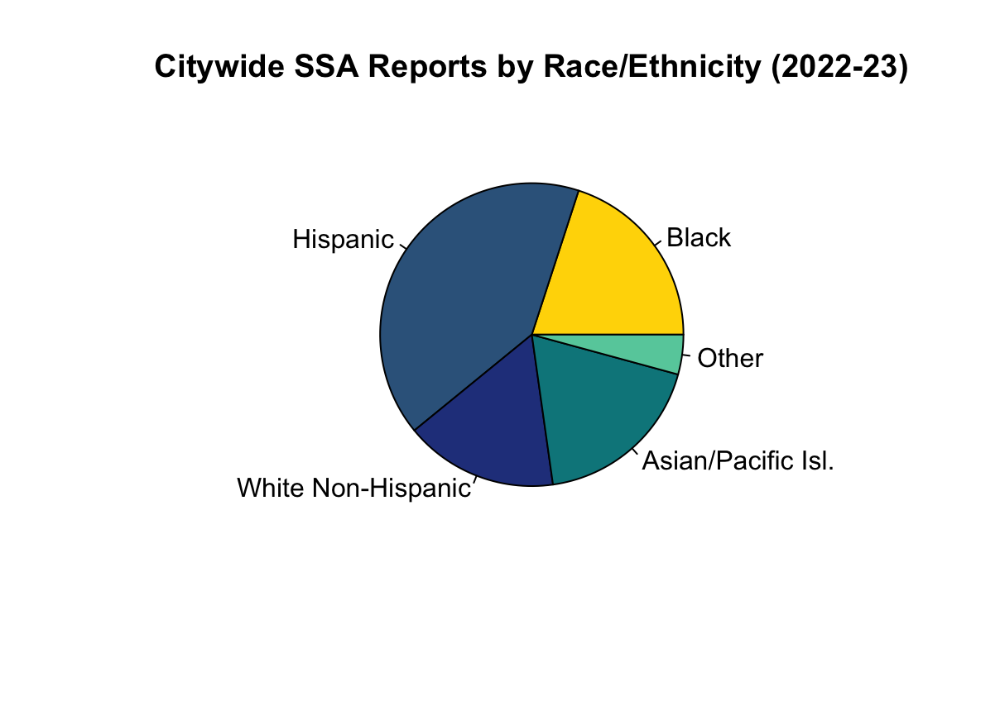 Citywide SSA Reports by Race/Ethnicity (2022-23)
Hispanic
Black
Other
Asian/Pacific Isl.
White Non-Hispanic